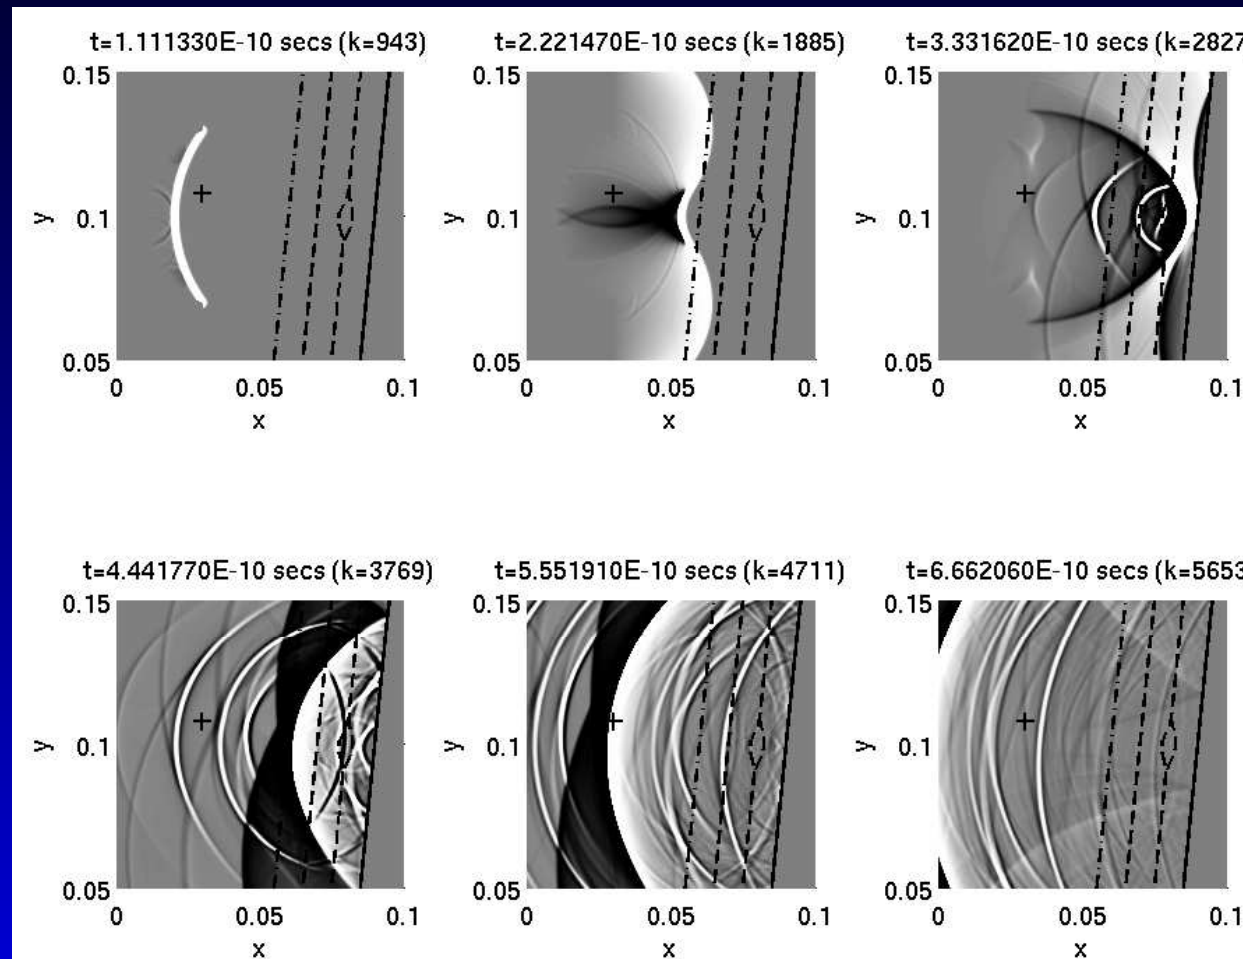 t=1.111330E-10 secs (k=943)
t=2.221470E-10 secs (k=1885)
t=3.331620E-10 secs (k=2827
0.15
0.1
0.05
y
0
0.05
0.1
x
0.15
0.1
0.05
y
0
0.05
0.1
x
0.15
0.1
0.05
y
0
0.05
0.1
x
t=4.441770E-10 secs (k=3769)
t=5.551910E-10 secs (k=4711)
t=6.662060E-10 secs (k=5653
0.15
0.1
0.05
y
0
0.05
0.1
x
0.15
0.1
0.05
y
0
0.05
0.1
x
0.15
0.1
0.05
y
0
0.05
0.1
x